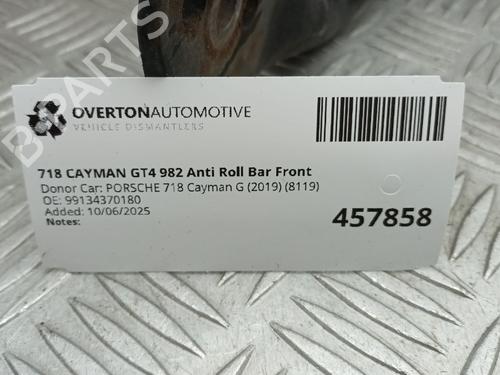 OVERTONAUTOMOTIVE
VEHICLE DISMANTLERS
718 CAYMAN GT4 982 Anti Roll Bar Front
Donor Car: PORSCHE 718 Cayman G (2019) (8119)
OE: 99134370180
Added: 10/06/2025
Notes:
457858
B-PARTS